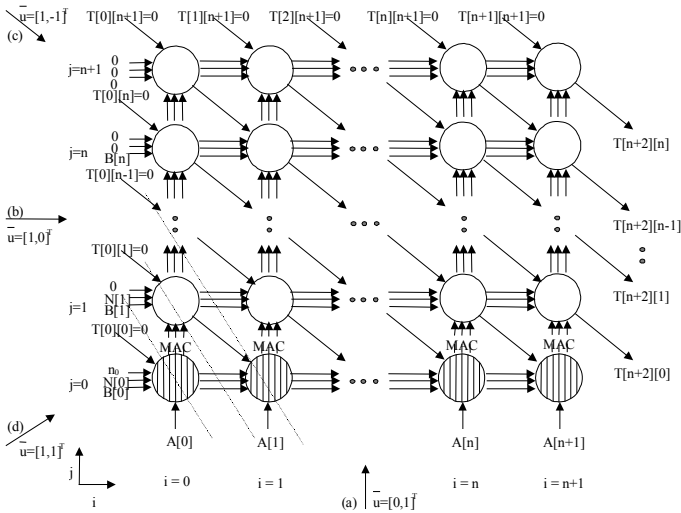 u=[1,-1]T T[0][n+1]=0 T[1][n+1]=0 T[2][n+1]=0 T[n][n+1]=0 T[n+1][n+1]=0
(c)
j=n+1 0
0
0
T[0][n]=0
0
j=n 0
B[n]
T[n+2][n]
T[0][n-1]=0
(b)
u=[1,0]T
T[n+2][n-1]
T[0][1]=0
0
j=1 N[1]
B[1]
T[n+2][1]
T[0][0]=0
MAC MAC MAC MAC
n0
j=0 N[0]
B[0]
T[n+2][0]
(d)
u=[1,1]T
A[0] A[1] A[n] A[n+1]
j
i
i = 0 i = 1 i = n i = n+1
(a) u=[0,1]T